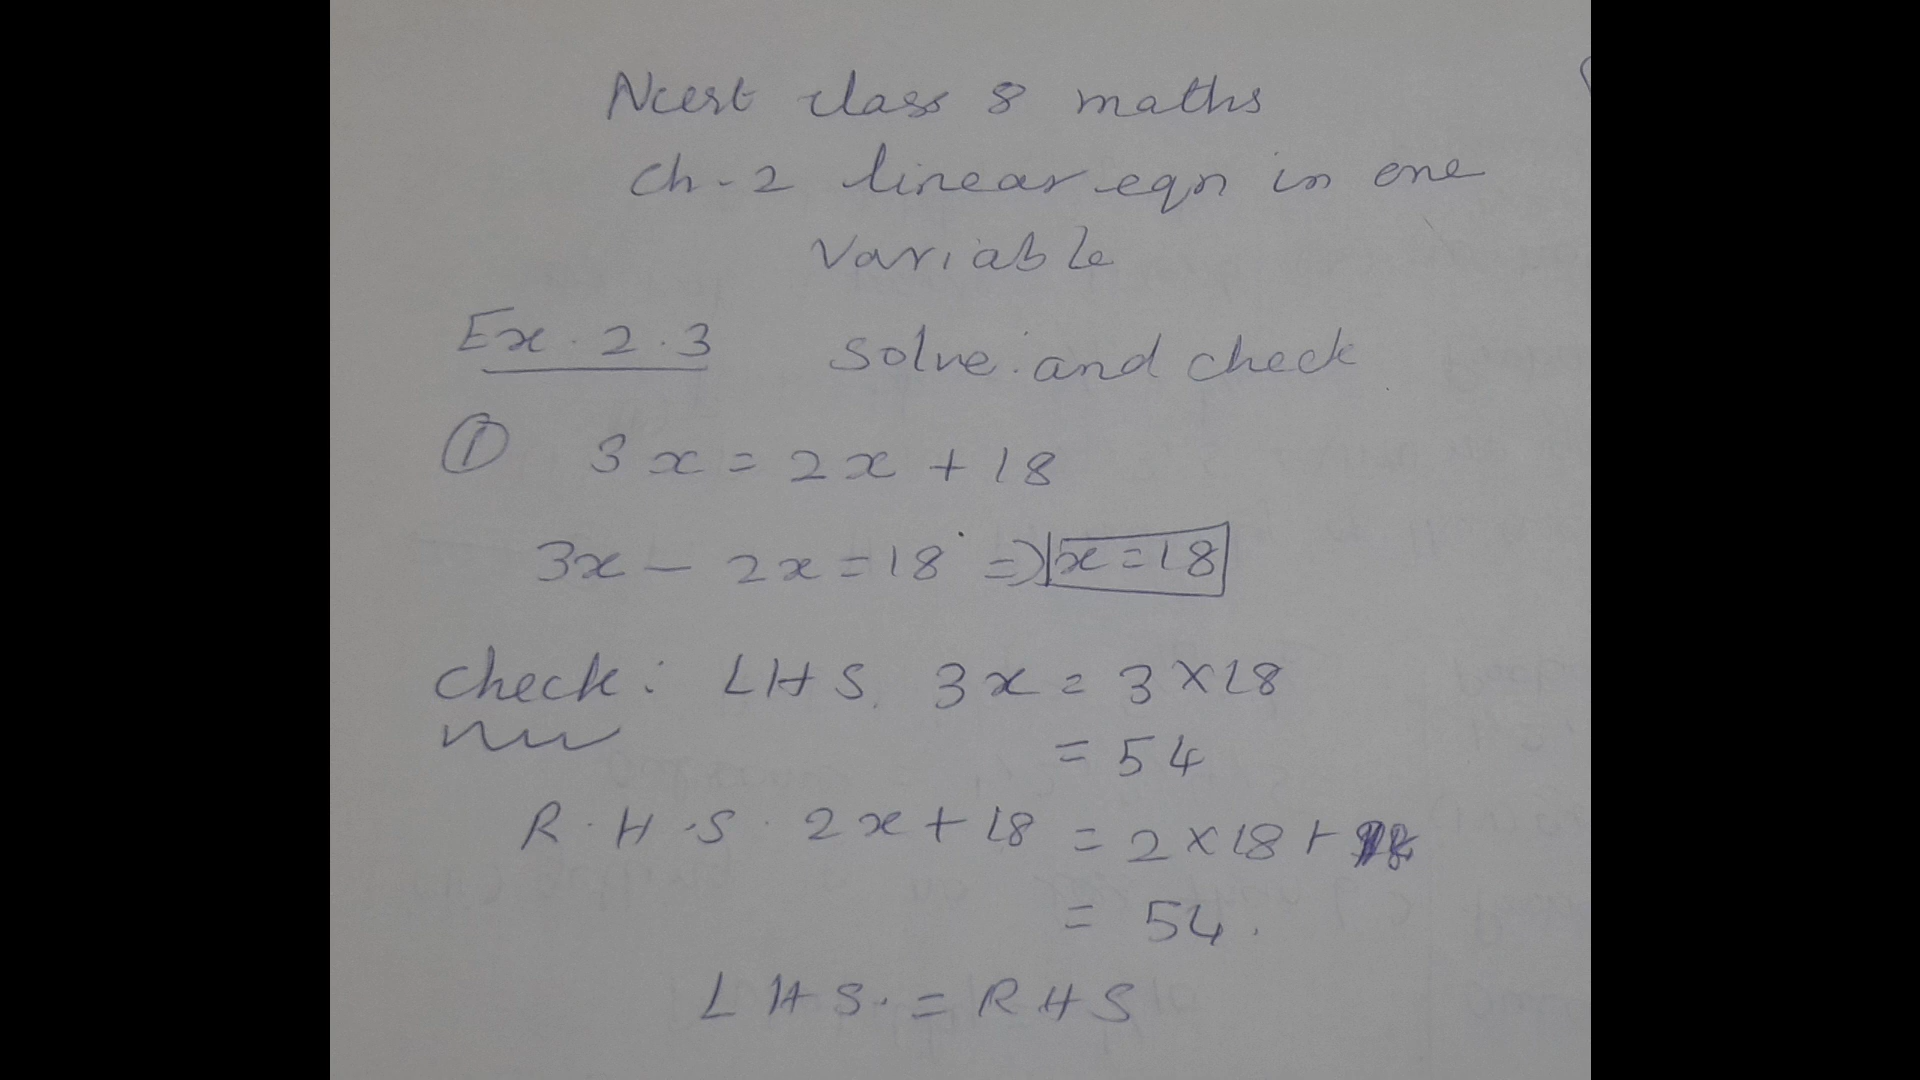 Ncert class 8 maths
Ch-2 linear eqn in one
variable
Ex. 2.3 Solve and check
① 3x = 2x + 18
3x - 2x = 18 => x = 18
Check: LHS. 3x = 3 × 18
= 54
R.H.S. 2x + 18 = 2 × 18 + 18
= 54.
LHS. = RHS